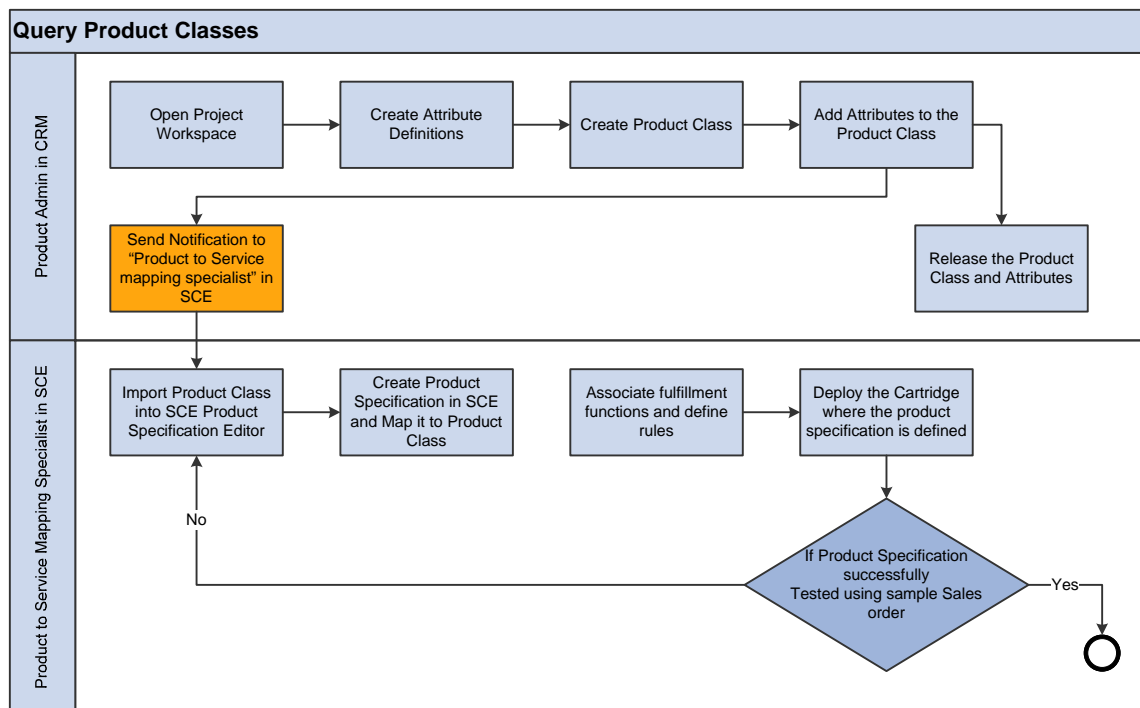 Query Product Classes
Product Admin in CRM
Open Project
Workspace
Create Attribute
Definitions
Create Product Class
Add Attributes to the
Product Class
Send Notification to
“Product to Service
mapping specialist” in
SCE
Release the Product
Class and Attributes
Product to Service Mapping Specialist in SCE
Import Product Class
into SCE Product
Specification Editor
Create Product
Specification in SCE
and Map it to Product
Class
Associate fulfillment
functions and define
rules
Deploy the Cartridge
where the product
specification is defined
No
If Product Specification
successfully
Tested using sample Sales
order
Yes